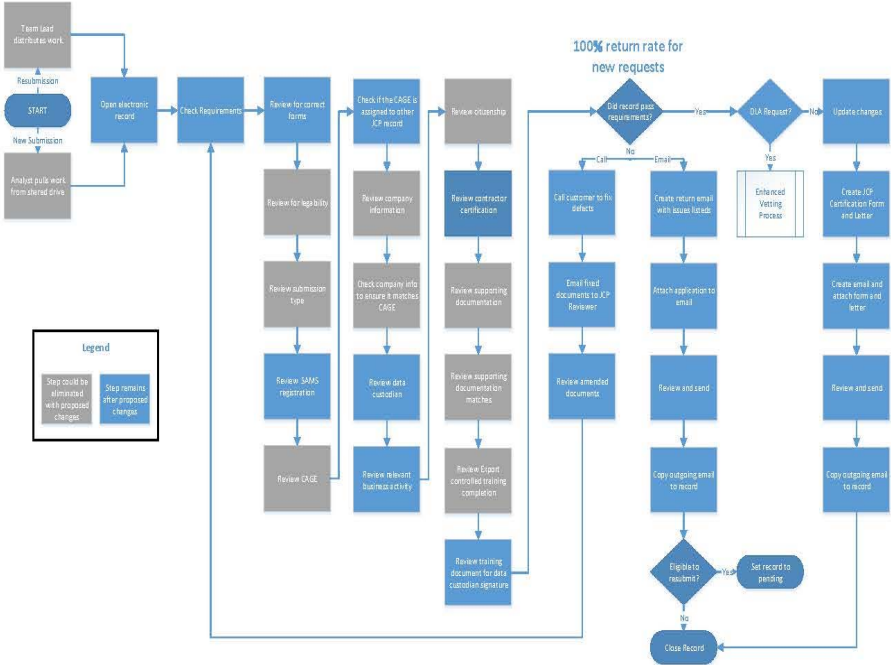 100% return rate for
new requests
Team Lead
distributes work
Resubmission
START
New Submission
Analyst pulls work
from shared drive
Open electronic
record
Check Requirements
Review for correct
forms
Review for legability
Review submission
type
Review SAMS
registration
Review CAGE
Check if the CAGE is
assigned to other
JCP record
Review company
information
Check company info
to ensure it matches
CAGE
Review data
custodian
Review relevant
business activity
Review citizenship
Review contractor
certification
Review supporting
documentation
Review supporting
documentation
matches
Review Export
controlled training
completion
Review training
document for data
custodian signature
Did record pass
requirements?
Yes
No
Call
Email
Call customer to fix
defects
Email fixed
documents to JCP
Reviewer
Review amended
documents
Create return email
with issues listeds
Attach application to
email
Review and send
Copy outgoing email
to record
Eligible to
resubmit?
Yes
Set record to
pending
No
Close Record
DLA Request?
No
Yes
Enhanced
Vetting
Process
Update changes
Create JCP
Certification Form
and Letter
Create email and
attach form and
letter
Review and send
Copy outgoing email
to record
Legend
Step could be
eliminated
with proposed
changes
Step remains
after proposed
changes